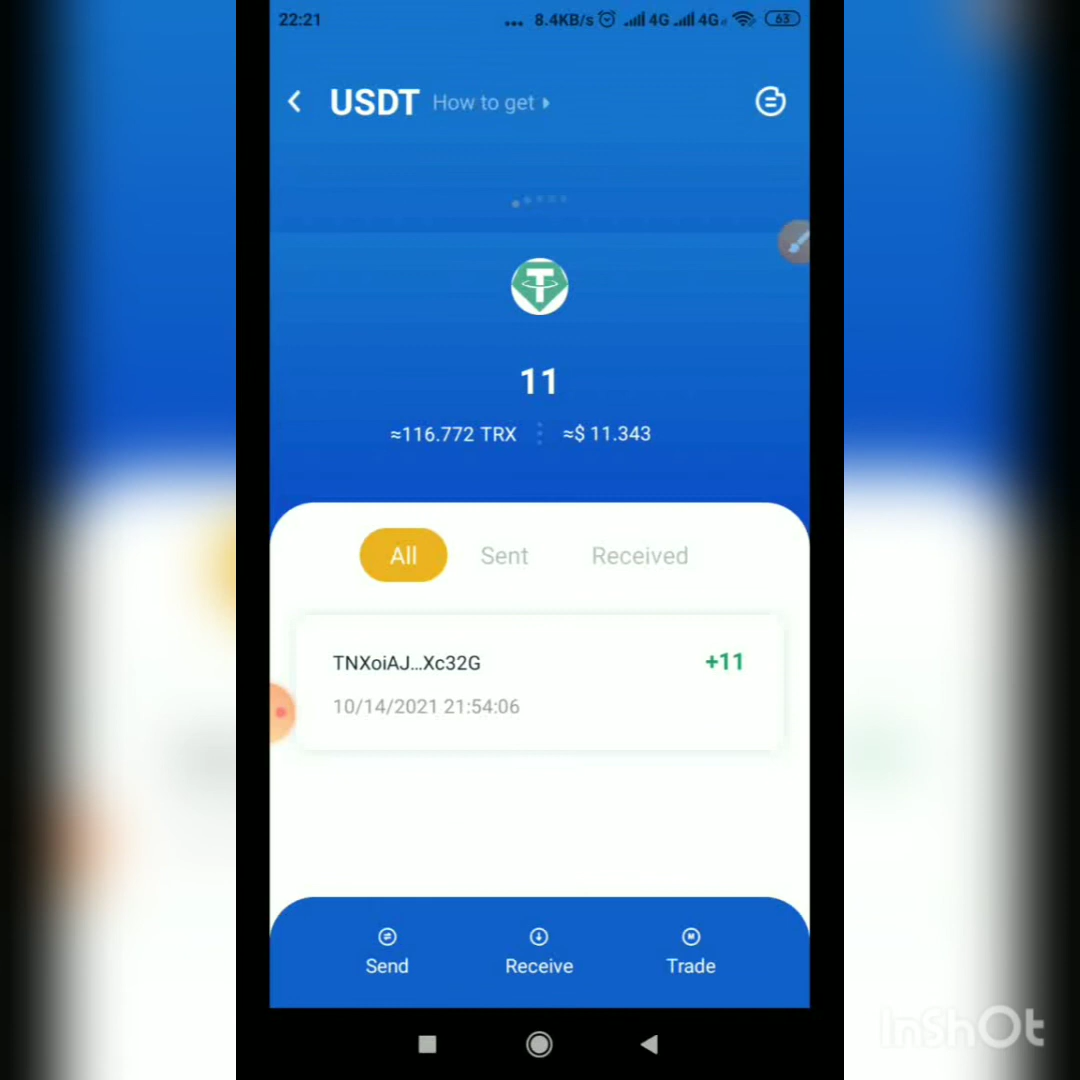 22:21 ... 8.4KB/s 4G 4G 63
USDT How to get
11
≈116.772 TRX ≈$ 11.343
All Sent Received
TNXoiAJ...Xc32G +11
10/14/2021 21:54:06
Send Receive Trade
InShOt